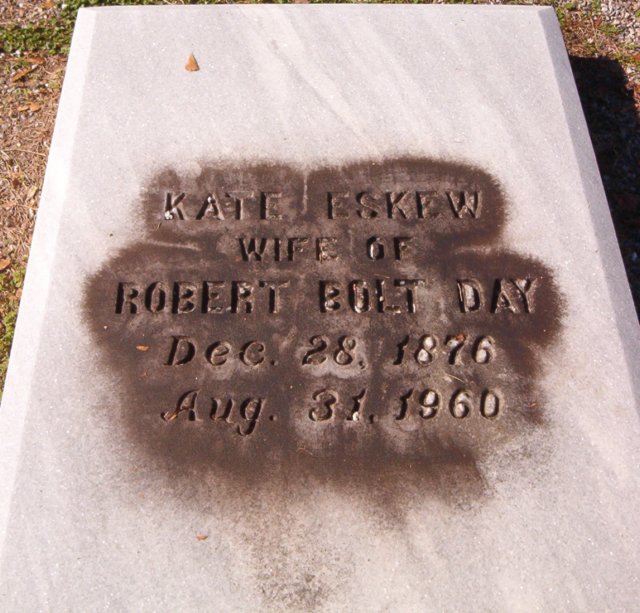 KATE ESKEW
WIFE OF
ROBERT BOLT DAY
Dec. 28, 1876
Aug. 31, 1960